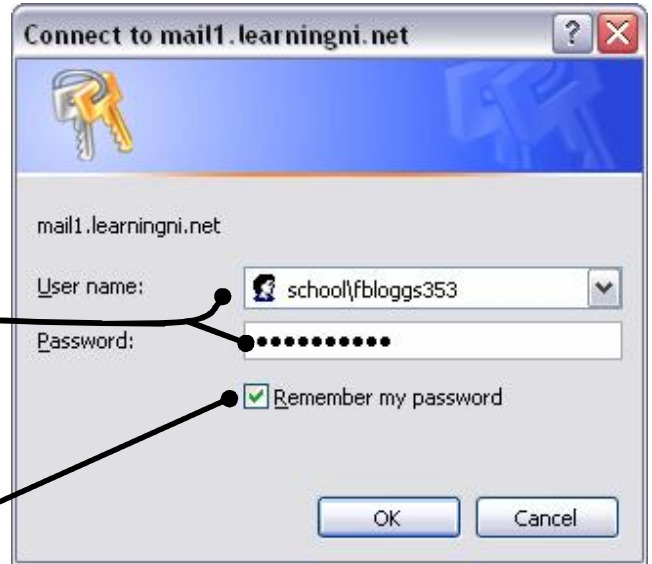 Connect to mail1.learningni.net
mail1.learningni.net
User name: school\fbloggs353
Password: ••••••••••
Remember my password
OK Cancel